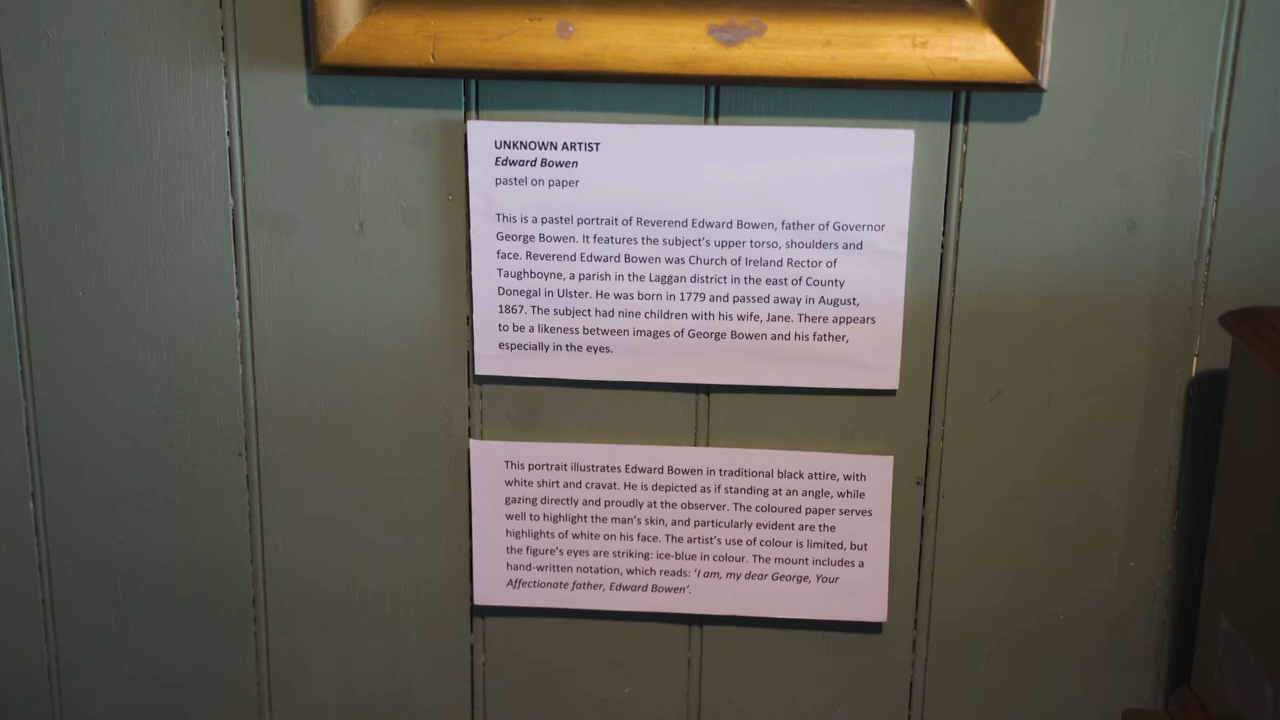 UNKNOWN ARTIST
Edward Bowen
pastel on paper
This is a pastel portrait of Reverend Edward Bowen, father of Governor
George Bowen. It features the subject's upper torso, shoulders and
face. Reverend Edward Bowen was Church of Ireland Rector of
Taughboyne, a parish in the Laggan district in the east of County
Donegal in Ulster. He was born in 1779 and passed away in August,
1867. The subject had nine children with his wife, Jane. There appears
to be a likeness between images of George Bowen and his father,
especially in the eyes.
This portrait illustrates Edward Bowen in traditional black attire, with
white shirt and cravat. He is depicted as if standing at an angle, while
gazing directly and proudly at the observer. The coloured paper serves
well to highlight the man's skin, and particularly evident are the
highlights of white on his face. The artist's use of colour is limited, but
the figure's eyes are striking: ice-blue in colour. The mount includes a
hand-written notation, which reads: 'I am, my dear George, Your
Affectionate father, Edward Bowen'.